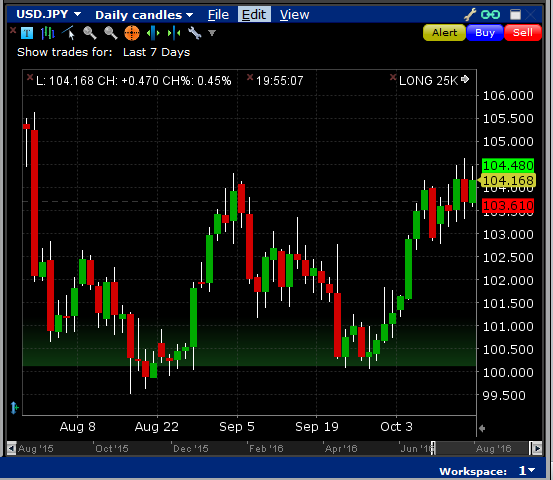 USD.JPY Daily candles File Edit View
T Alert Buy Sell
Show trades for: Last 7 Days
L: 104.168 CH: +0.470 CH%: 0.45% 19:55:07 LONG 25K
106.000
105.500
105.000
104.480
104.168
104.000
103.610
103.500
103.000
102.500
102.000
101.500
101.000
100.500
100.000
99.500
Aug 8 Aug 22 Sep 5 Sep 19 Oct 3
Aug '15 Oct '15 Dec '15 Feb '16 Apr '16 Jun '16 Aug '16
Workspace: 1